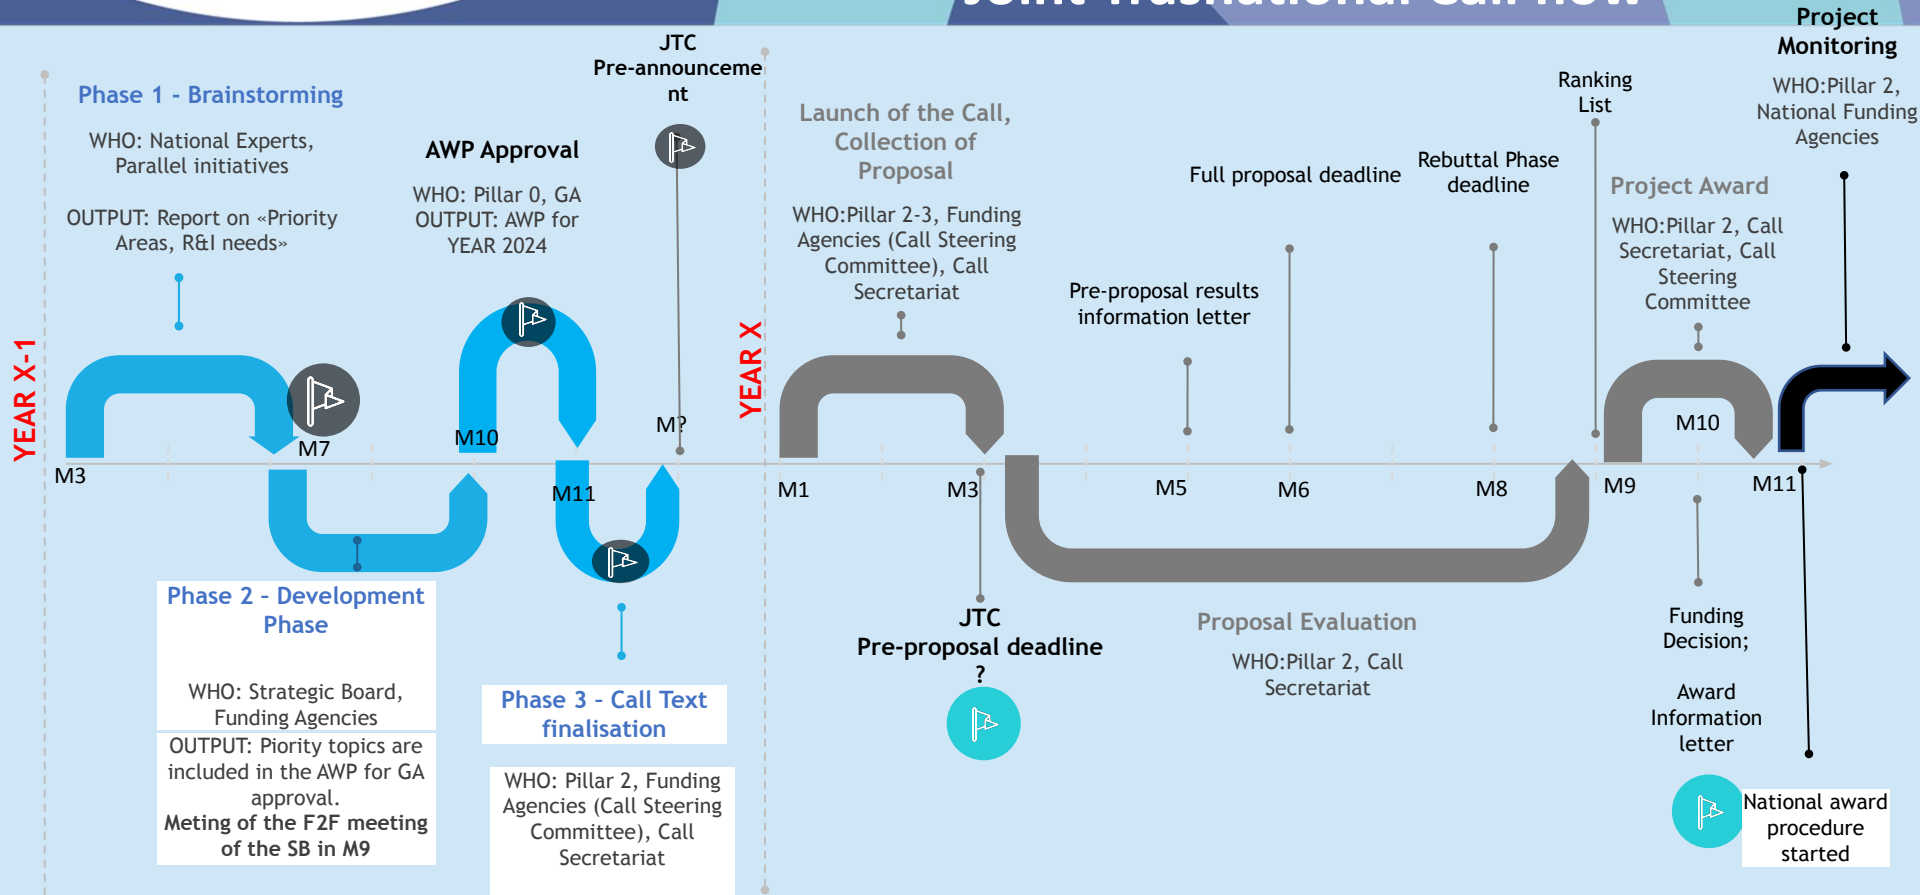 Joint Trasnational Call flow
YEAR X-1
Phase 1 - Brainstorming
WHO: National Experts,
Parallel initiatives
OUTPUT: Report on «Priority
Areas, R&I needs»
M3
M7
Phase 2 – Development
Phase
WHO: Strategic Board,
Funding Agencies
OUTPUT: Piority topics are
included in the AWP for GA
approval.
Meting of the F2F meeting
of the SB in M9
AWP Approval
WHO: Pillar 0, GA
OUTPUT: AWP for
YEAR 2024
M10
M11
Phase 3 – Call Text
finalisation
WHO: Pillar 2, Funding
Agencies (Call Steering
Committee), Call
Secretariat
JTC
Pre-announceme
nt
M?
YEAR X
Launch of the Call,
Collection of
Proposal
WHO:Pillar 2-3, Funding
Agencies (Call Steering
Committee), Call
Secretariat
M1
M3
JTC
Pre-proposal deadline
?
Pre-proposal results
information letter
M5
Full proposal deadline
M6
Rebuttal Phase
deadline
M8
Proposal Evaluation
WHO:Pillar 2, Call
Secretariat
Ranking
List
M9
Project Award
WHO:Pillar 2, Call
Secretariat, Call
Steering
Committee
M10
Funding
Decision;
Award
Information
letter
M11
National award
procedure
started
Project
Monitoring
WHO:Pillar 2,
National Funding
Agencies